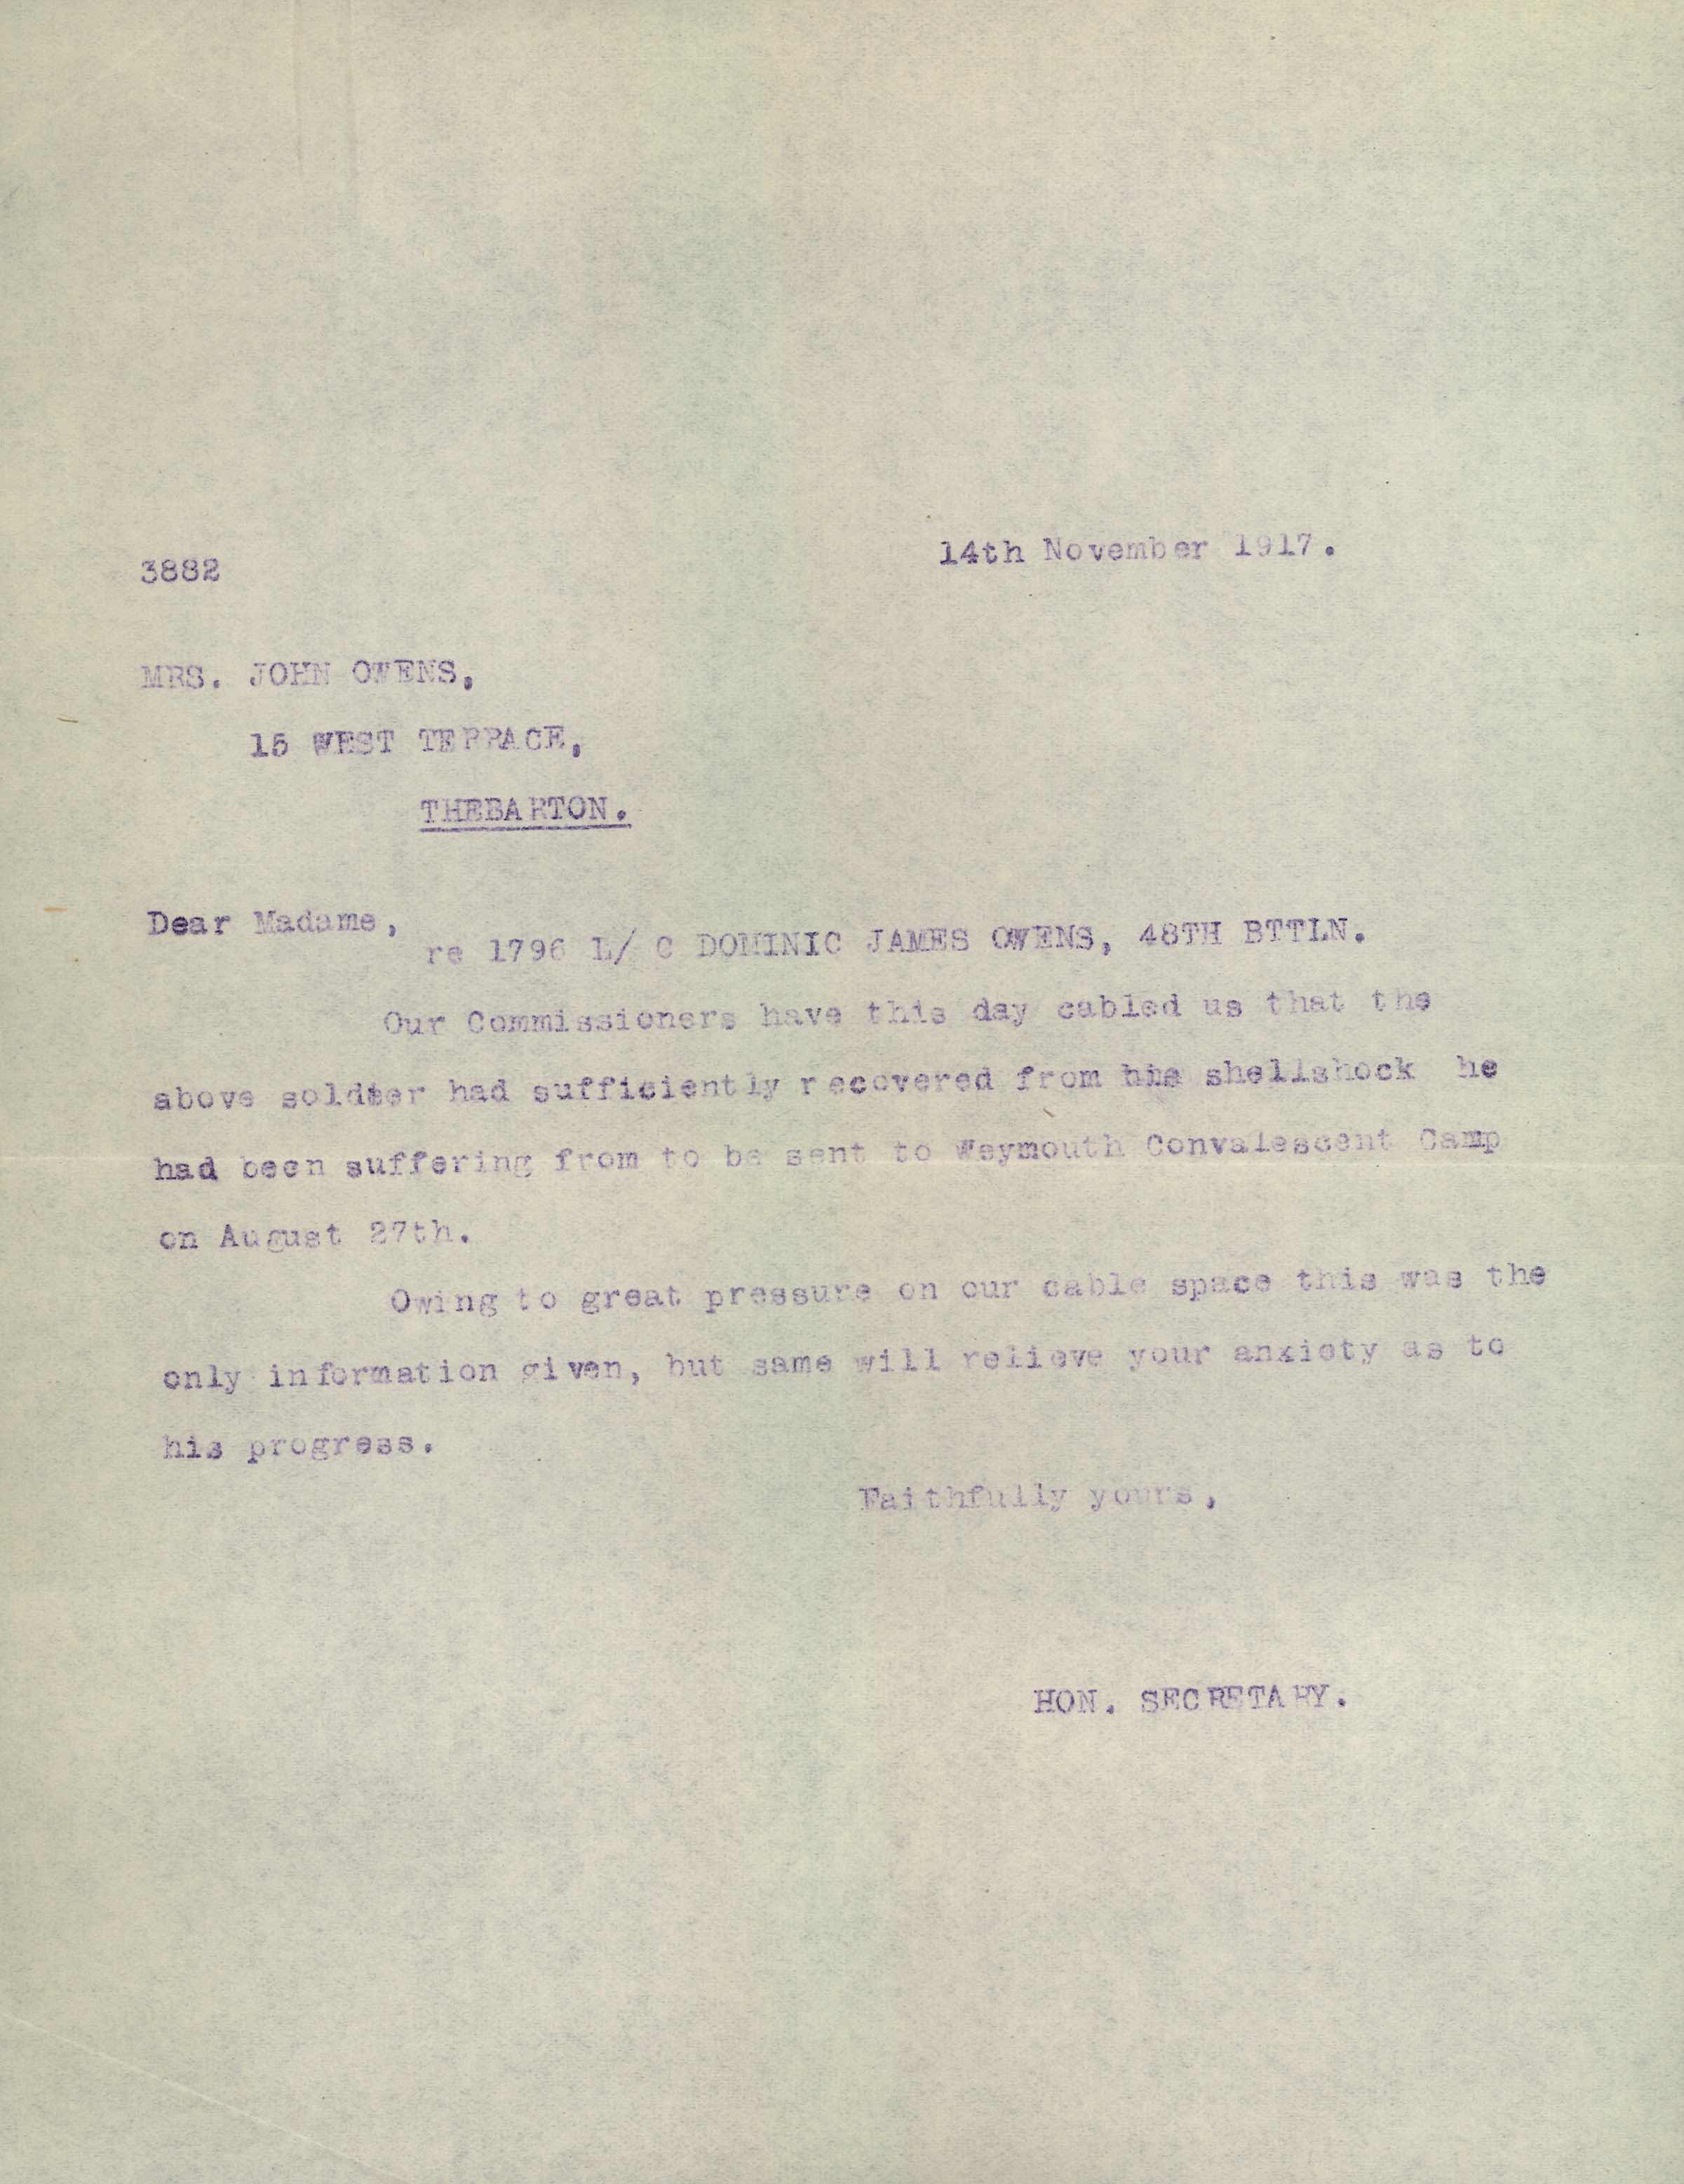 14th November 1917.
3882
MRS. JOHN OWENS,
15 WEST TERRACE,
THEBARTON.
Dear Madame,
re 1796 L/ C DOMINIC JAMES OWENS, 48TH BTTLN.
Our Commissioners have this day cabled us that the
above soldier had sufficiently recovered from the shellshock he
had been suffering from to be sent to Weymouth Convalescent Camp
on August 27th.
Owing to great pressure on our cable space this was the
only information given, but same will relieve your anxiety as to
his progress.
Faithfully yours,
HON. SECRETARY.